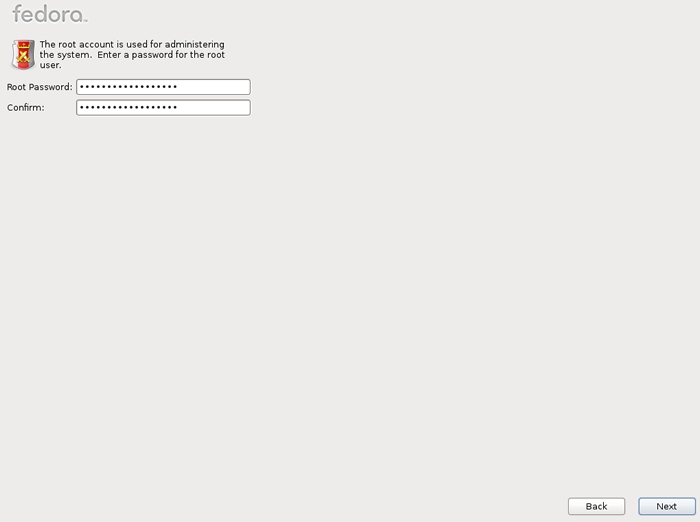 fedora™
The root account is used for administering
the system.  Enter a password for the root
user.
Root Password: ••••••••••••••••••
Confirm: ••••••••••••••••••
Back Next